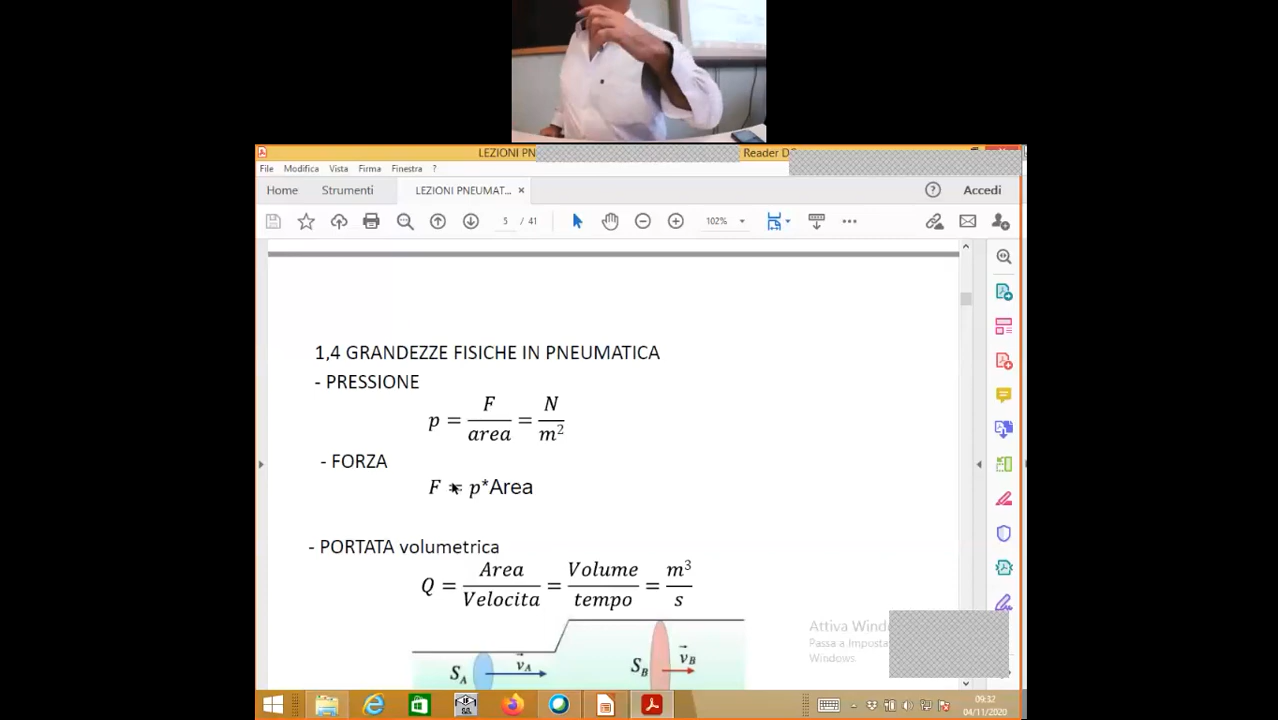 LEZIONI PN
Reader D
File Modifica Vista Firma Finestra ?
Home Strumenti LEZIONI PNEUMAT... × Accedi
5 / 41 102%
1,4 GRANDEZZE FISICHE IN PNEUMATICA
- PRESSIONE
p = F/area = N/m²
- FORZA
F = p*Area
- PORTATA volumetrica
Q = Area/Velocita = Volume/tempo = m³/s
S_A v_A S_B v_B
Attiva Wind
Passa a Imposta
Windows.
09:32
04/11/2020